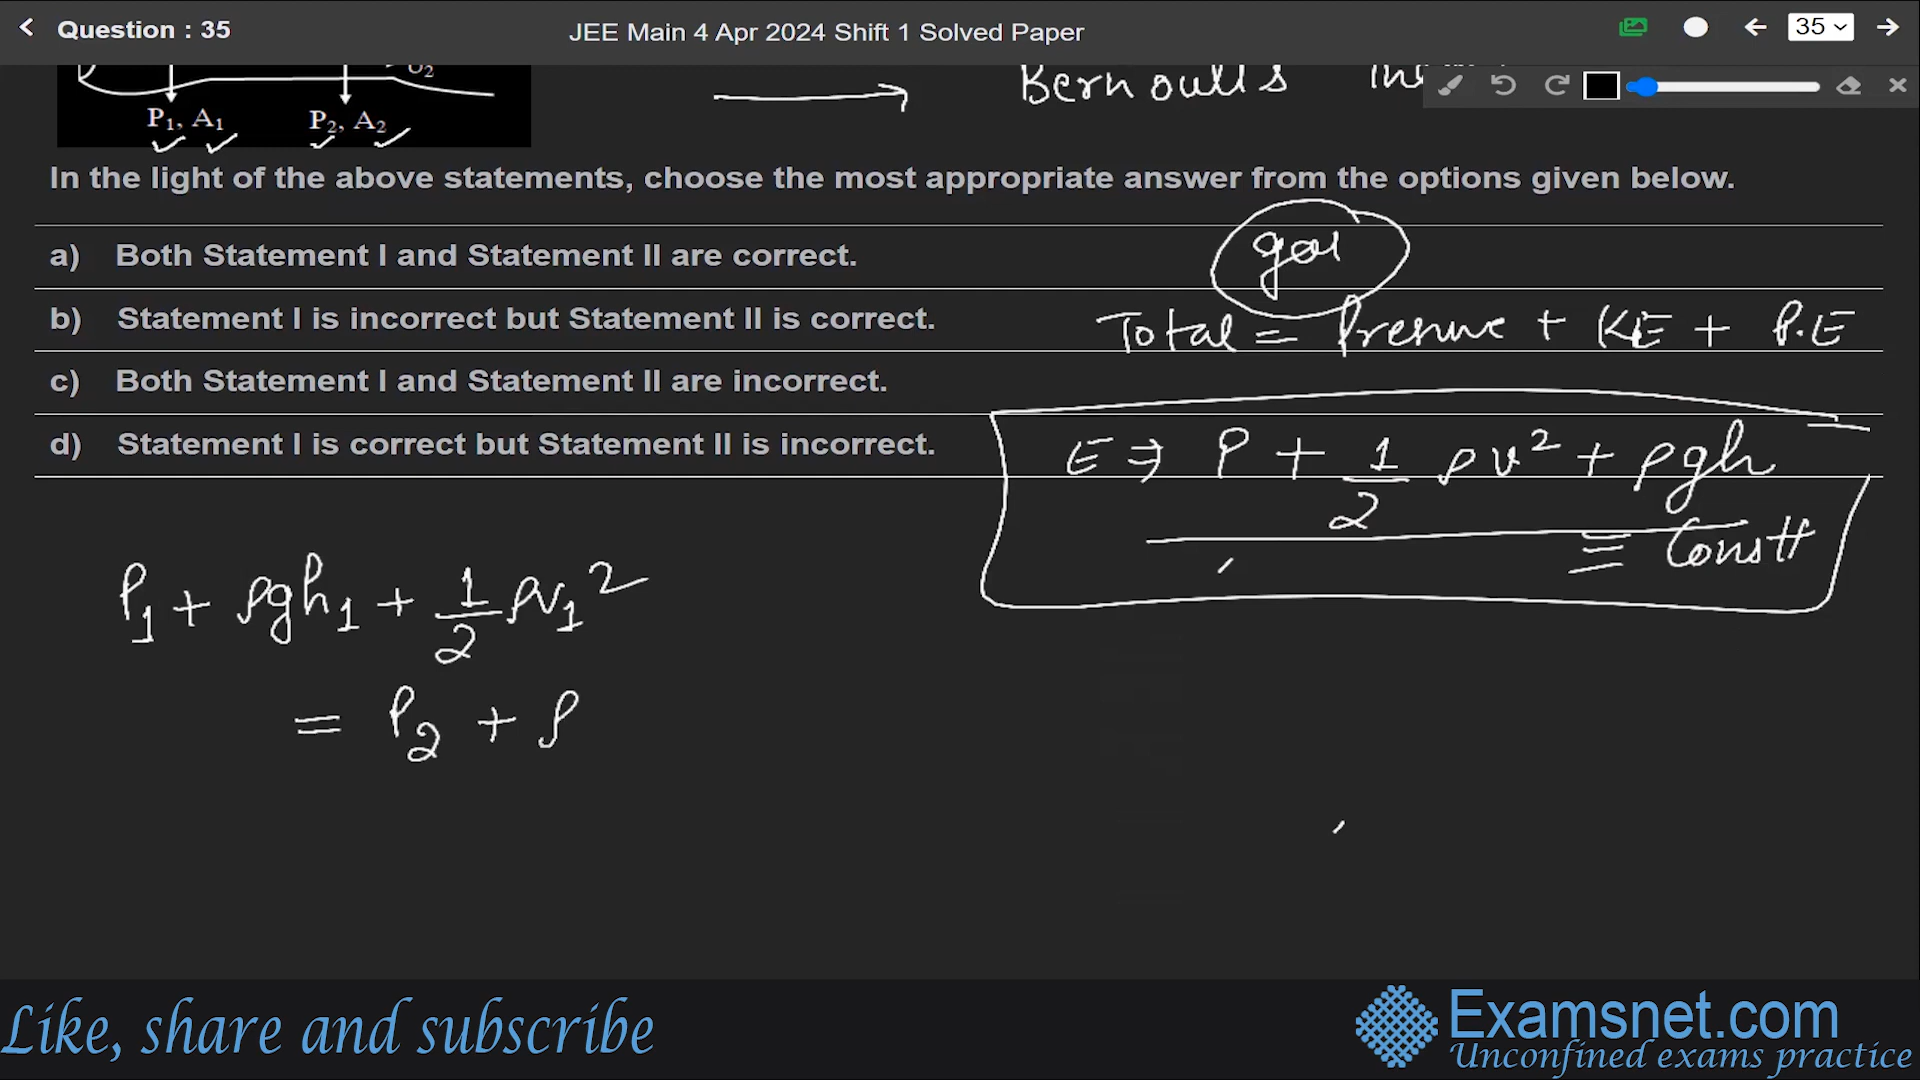 Question : 35
JEE Main 4 Apr 2024 Shift 1 Solved Paper
35
υ₂
Bernoulli's
P₁, A₁
P₂, A₂
In the light of the above statements, choose the most appropriate answer from the options given below.
a) Both Statement I and Statement II are correct.
b) Statement I is incorrect but Statement II is correct.
Total = Pressure + KE + P.E
c) Both Statement I and Statement II are incorrect.
d) Statement I is correct but Statement II is incorrect.
E ⇒ P + 1/2 ρv² + ρgh
≡ Constt
P₁ + ρgh₁ + 1/2 ρv₁²
= P₂ + ρ
Like, share and subscribe
Examsnet.com
Unconfined exams practice